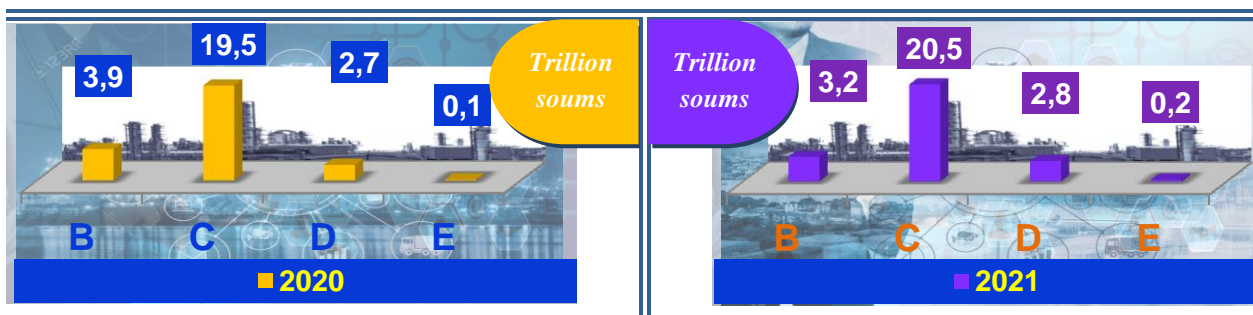 3,9
19,5
2,7
0,1
Trillion
soums
B
C
D
E
2020
Trillion
soums
3,2
20,5
2,8
0,2
B
C
D
E
2021